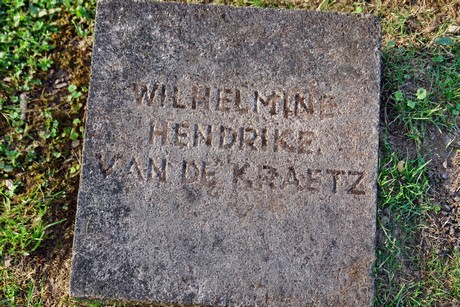 WILHELMINE
HENDRIKE
VAN DE KRAETZ